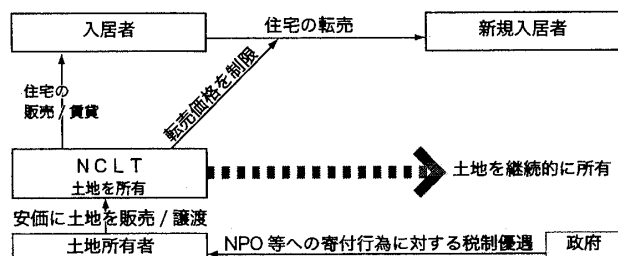 入居者
住宅の転売
新規入居者
住宅の
販売/賃貸
転売価格を制限
NCLT
土地を所有
土地を継続的に所有
安価に土地を販売/譲渡
土地所有者
NPO等への寄付行為に対する税制優遇
政府